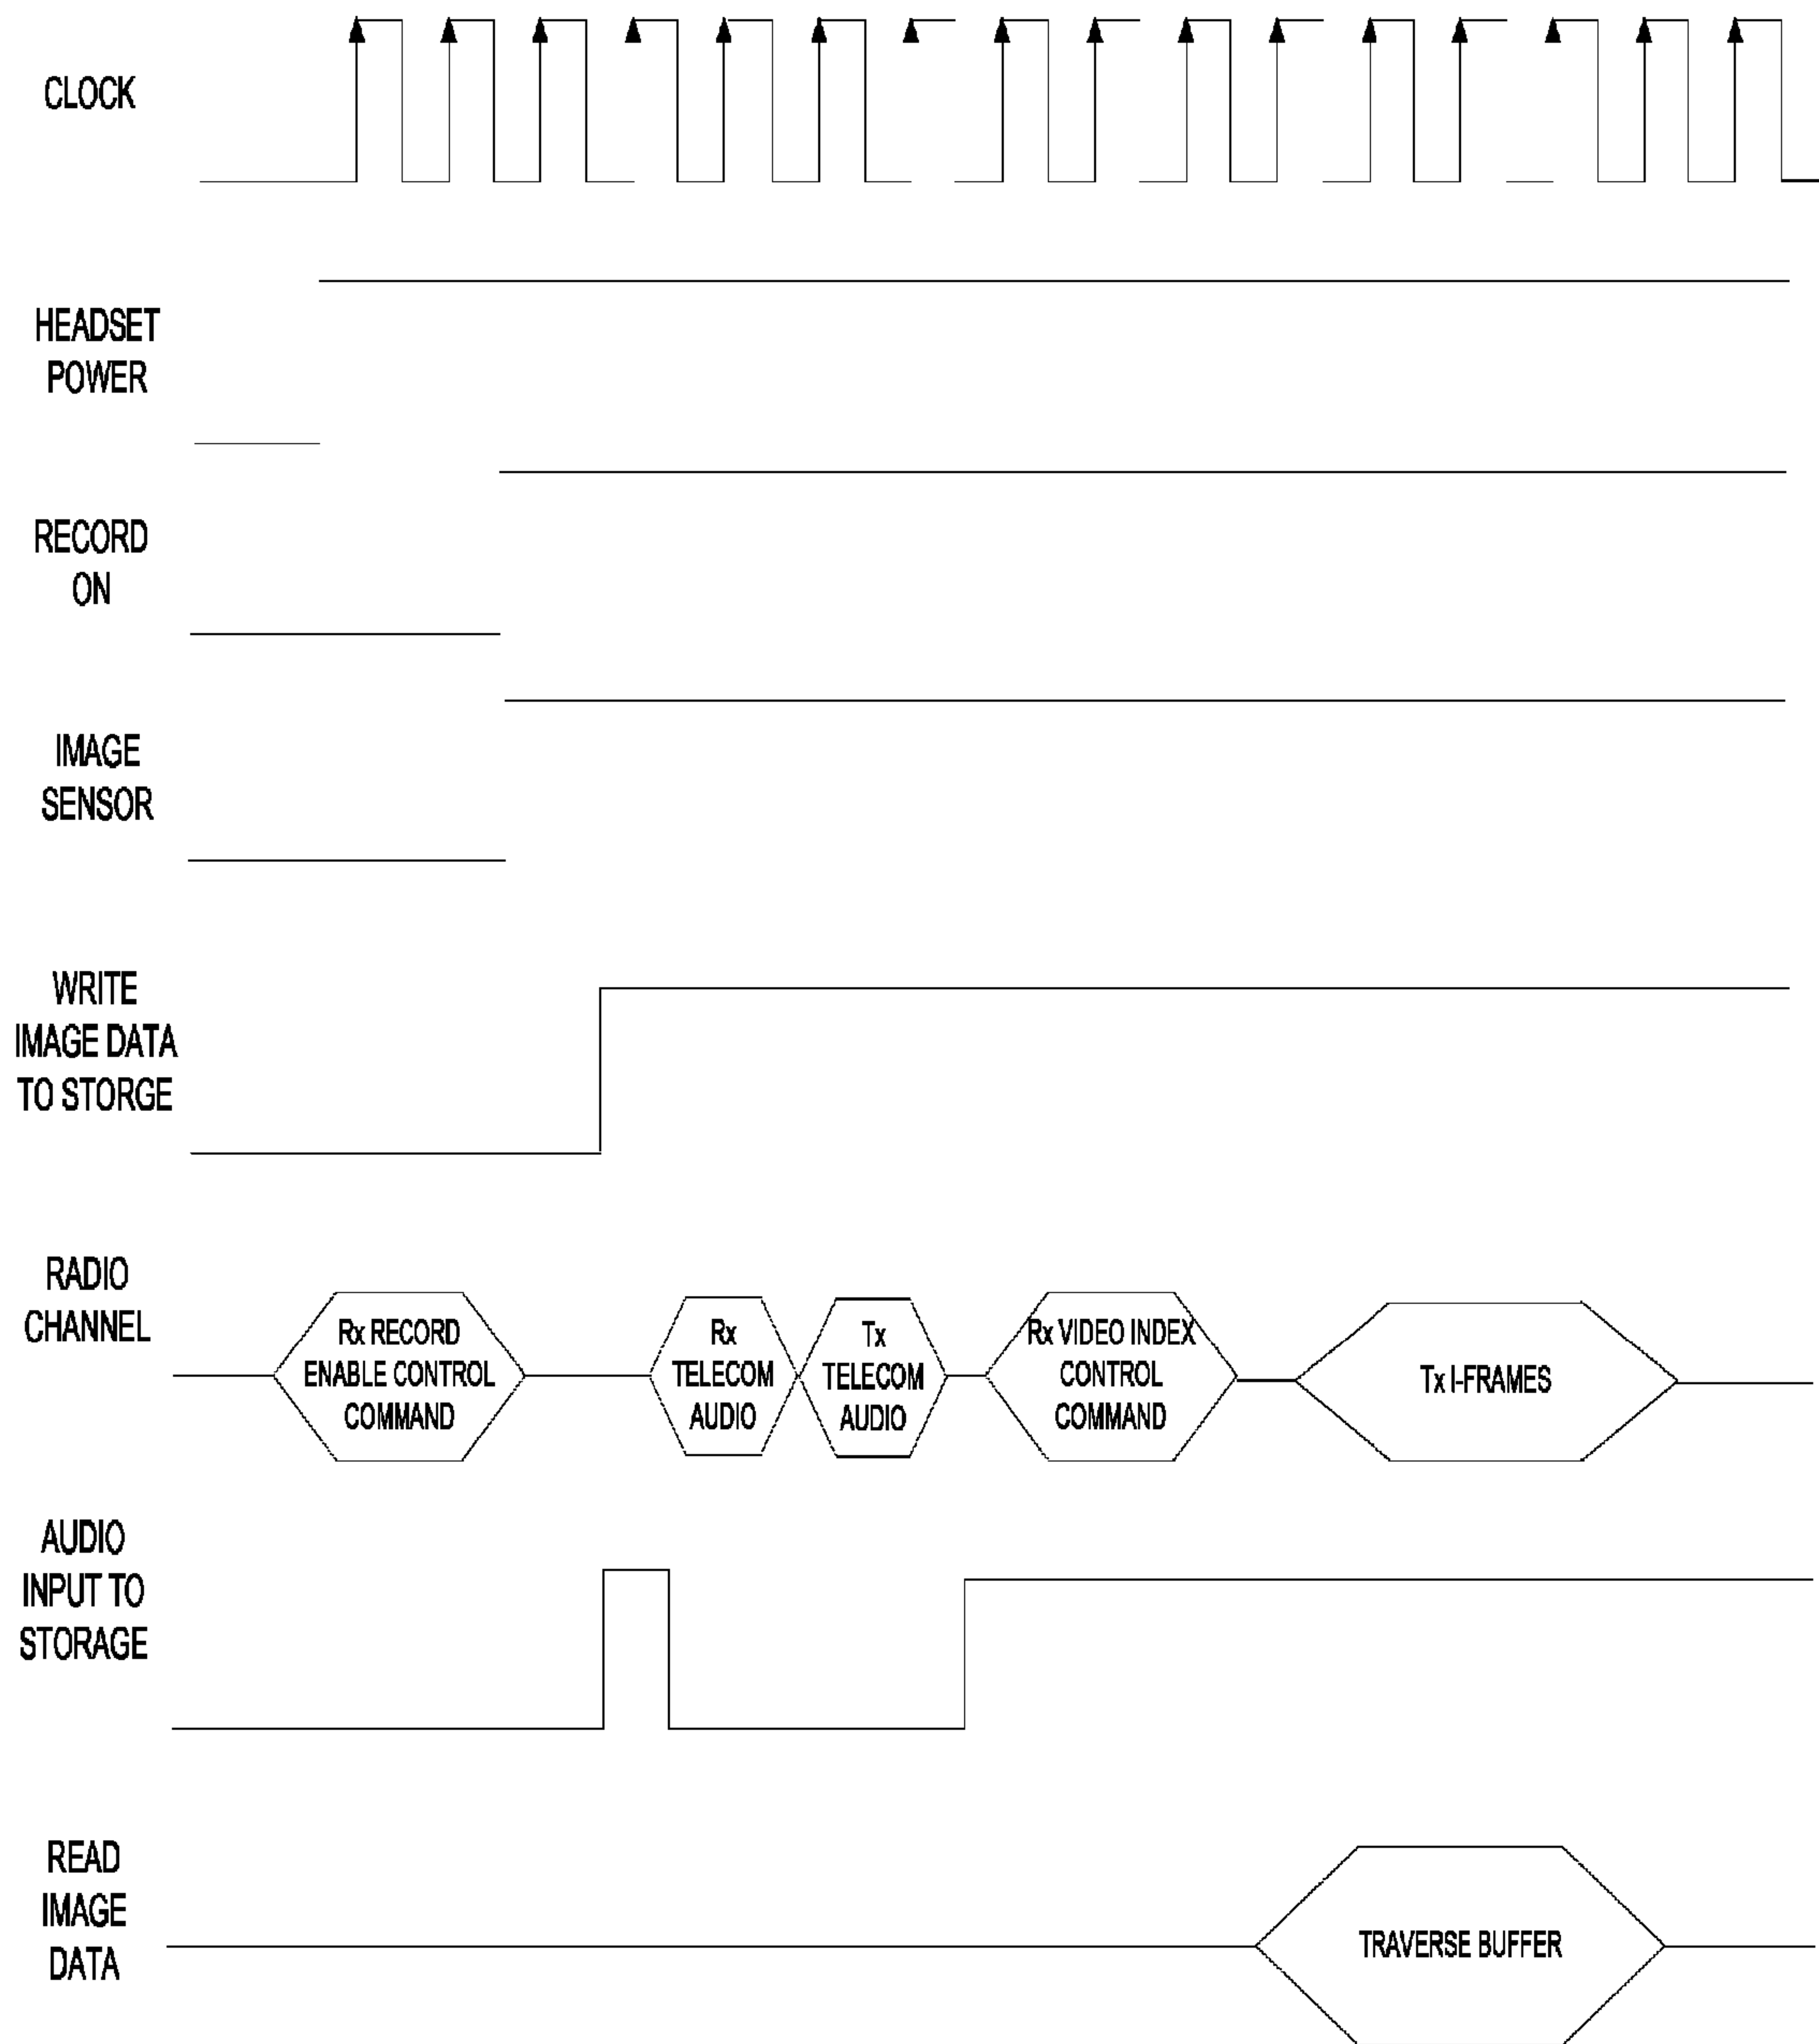 CLOCK
HEADSET
POWER
RECORD
ON
IMAGE
SENSOR
WRITE
IMAGE DATA
TO STORGE
RADIO
CHANNEL
Rx RECORD
ENABLE CONTROL
COMMAND
Rx
TELECOM
AUDIO
Tx
TELECOM
AUDIO
Rx VIDEO INDEX
CONTROL
COMMAND
Tx I-FRAMES
AUDIO
INPUT TO
STORAGE
READ
IMAGE
DATA
TRAVERSE BUFFER